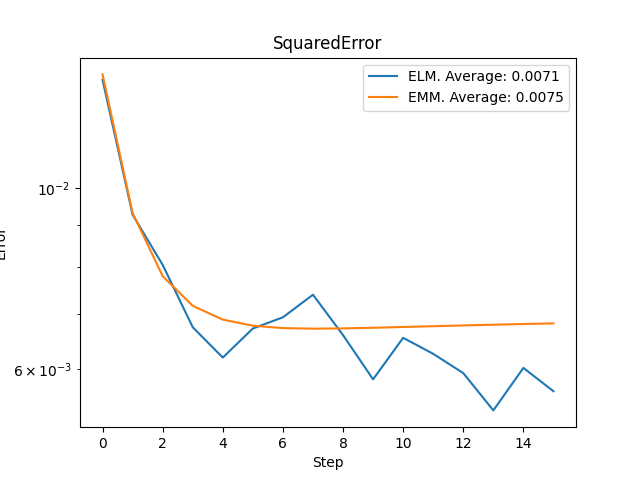 SquaredError
ELM. Average: 0.0071
EMM. Average: 0.0075
10⁻²
6 × 10⁻³
Error
0 2 4 6 8 10 12 14
Step